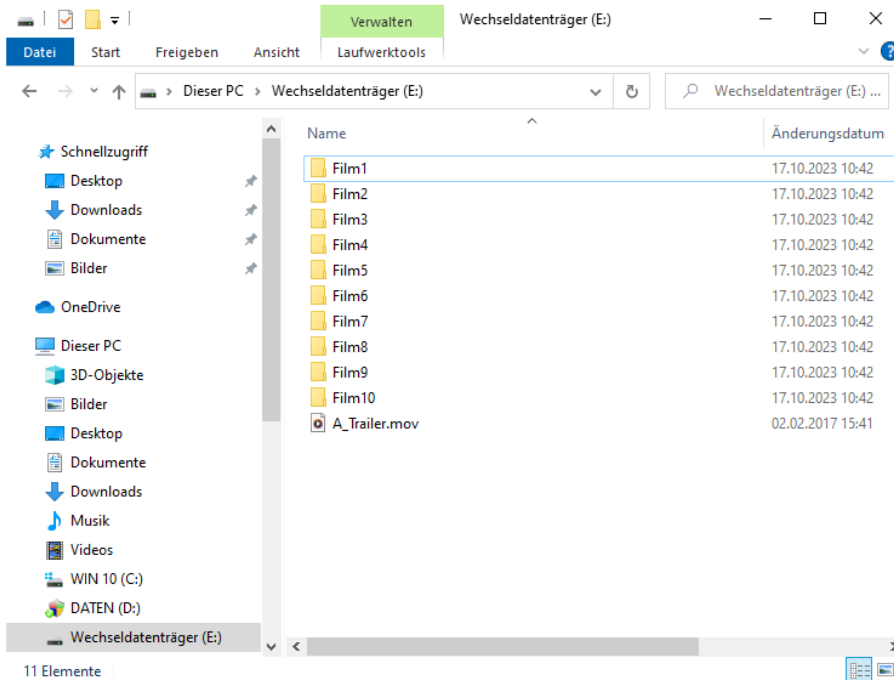 Verwalten Wechseldatenträger (E:)
Datei Start Freigeben Ansicht Laufwerktools ?
Dieser PC Wechseldatenträger (E:) Wechseldatenträger (E:) ...
Name Änderungsdatum
Schnellzugriff
Desktop
Downloads
Dokumente
Bilder
OneDrive
Dieser PC
3D-Objekte
Bilder
Desktop
Dokumente
Downloads
Musik
Videos
WIN 10 (C:)
DATEN (D:)
Wechseldatenträger (E:)
Film1 17.10.2023 10:42
Film2 17.10.2023 10:42
Film3 17.10.2023 10:42
Film4 17.10.2023 10:42
Film5 17.10.2023 10:42
Film6 17.10.2023 10:42
Film7 17.10.2023 10:42
Film8 17.10.2023 10:42
Film9 17.10.2023 10:42
Film10 17.10.2023 10:42
A_Trailer.mov 02.02.2017 15:41
11 Elemente